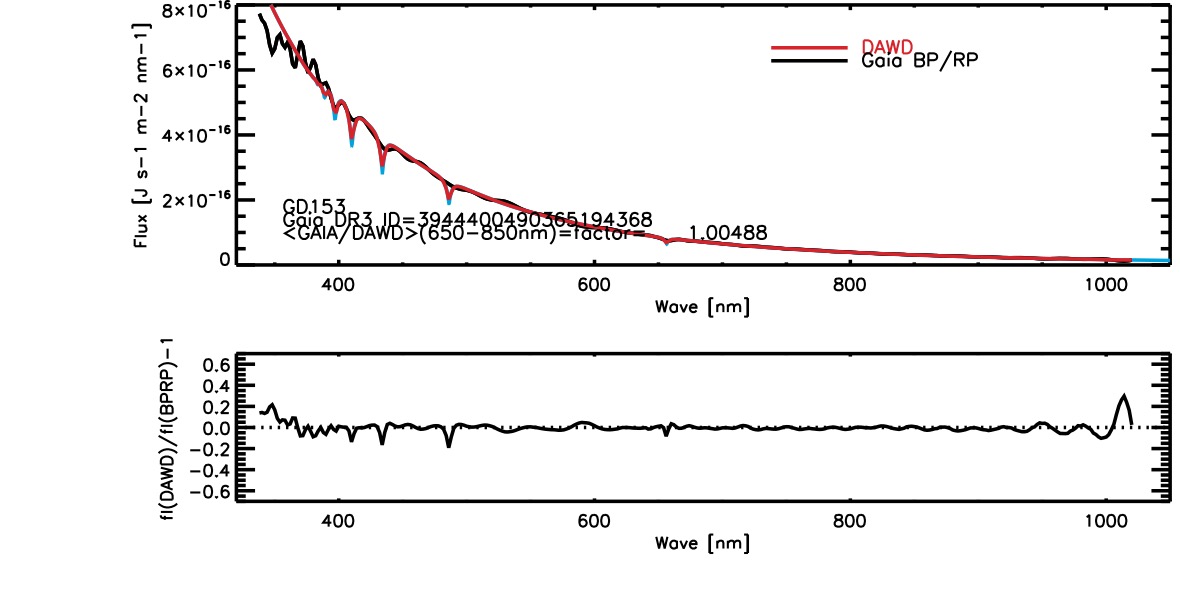 8×10−16
6×10−16
4×10−16
2×10−16
0
Flux [J s−1 m−2 nm−1]
DAWD
Gaia BP/RP
GD153
Gaia DR3 ID=3944400490365194368
<GAIA/DAWD>(650−850nm)=factor= 1.00488
400 600 800 1000
Wave [nm]
0.6
0.4
0.2
0.0
−0.2
−0.4
−0.6
fl(DAWD)/fl(BPRP)−1
400 600 800 1000
Wave [nm]